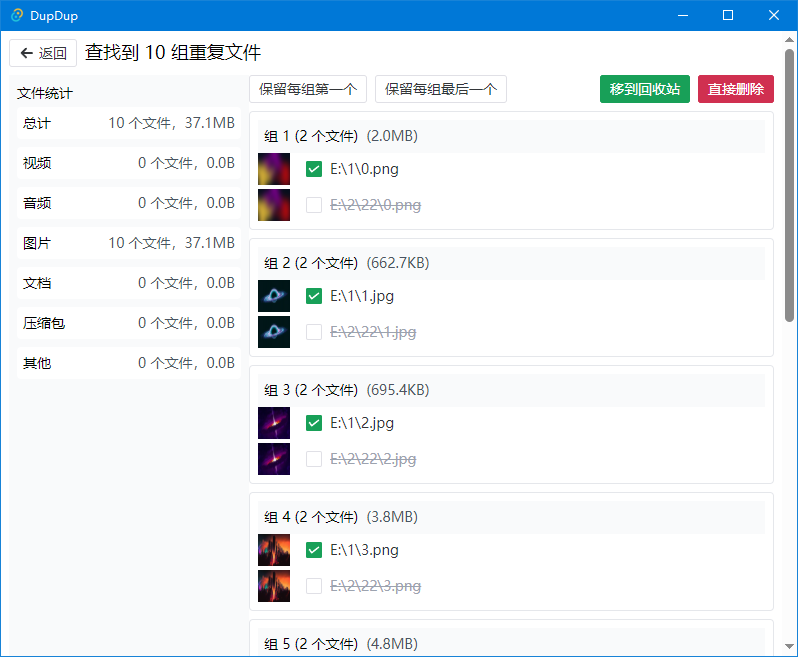 DupDup
返回 查找到 10 组重复文件
文件统计
总计 10 个文件，37.1MB
视频 0 个文件，0.0B
音频 0 个文件，0.0B
图片 10 个文件，37.1MB
文档 0 个文件，0.0B
压缩包 0 个文件，0.0B
其他 0 个文件，0.0B
保留每组第一个 保留每组最后一个 移到回收站 直接删除
组 1 (2 个文件) (2.0MB)
E:\1\0.png
E:\2\22\0.png
组 2 (2 个文件) (662.7KB)
E:\1\1.jpg
E:\2\22\1.jpg
组 3 (2 个文件) (695.4KB)
E:\1\2.jpg
E:\2\22\2.jpg
组 4 (2 个文件) (3.8MB)
E:\1\3.png
E:\2\22\3.png
组 5 (2 个文件) (4.8MB)